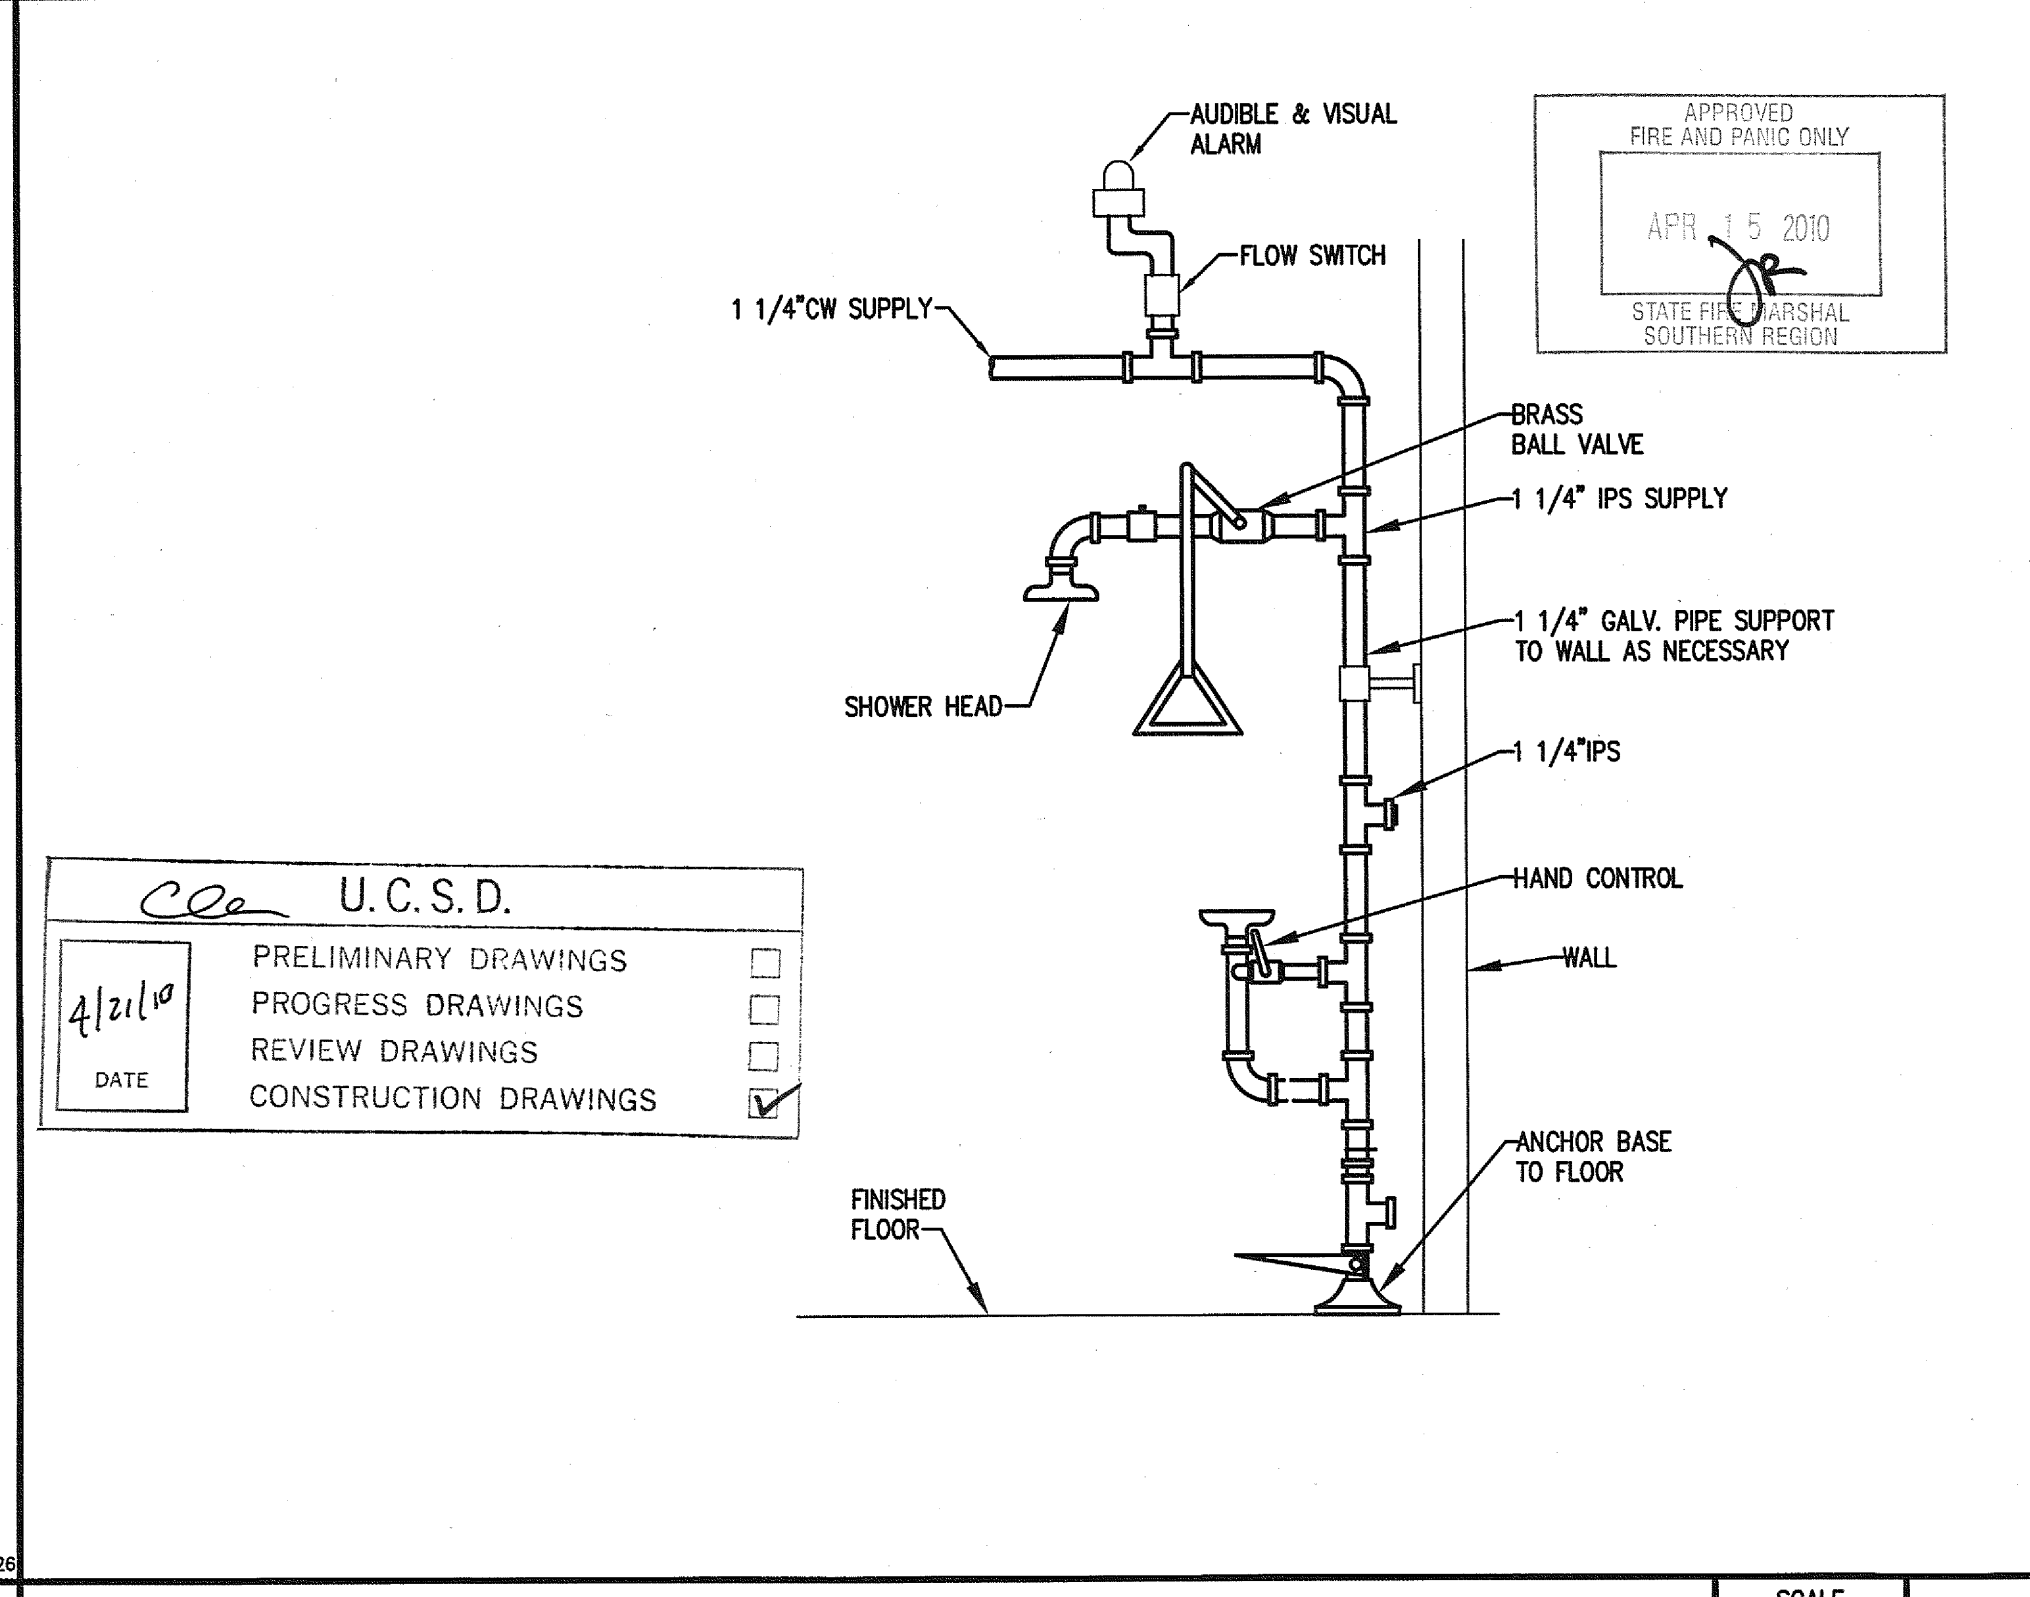 AUDIBLE & VISUAL
ALARM
APPROVED
FIRE AND PANIC ONLY
APR 15 2010
STATE FIRE MARSHAL
SOUTHERN REGION
FLOW SWITCH
1 1/4"CW SUPPLY
BRASS
BALL VALVE
1 1/4" IPS SUPPLY
1 1/4" GALV. PIPE SUPPORT
TO WALL AS NECESSARY
SHOWER HEAD
1 1/4"IPS
HAND CONTROL
WALL
U.C.S.D.
PRELIMINARY DRAWINGS
PROGRESS DRAWINGS
REVIEW DRAWINGS
CONSTRUCTION DRAWINGS
4/21/10
DATE
ANCHOR BASE
TO FLOOR
FINISHED
FLOOR
26
SCALE